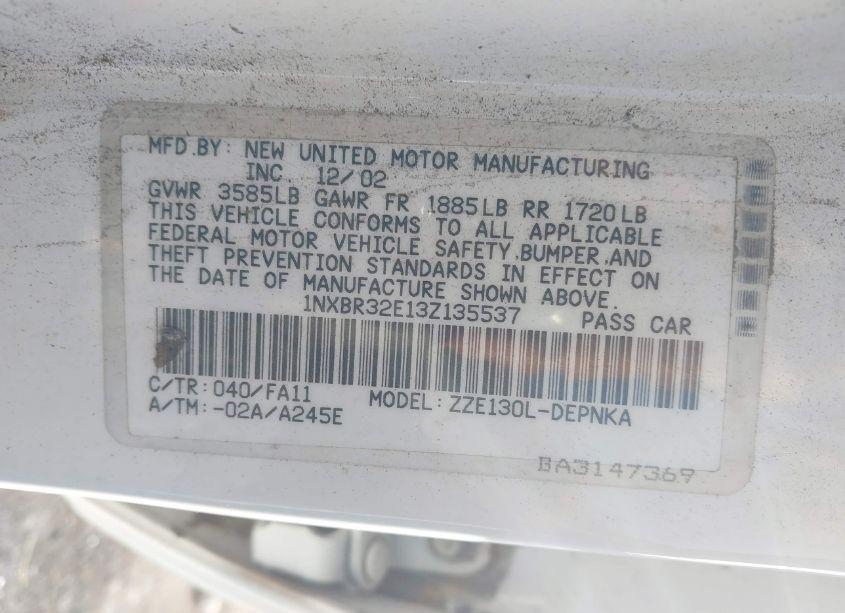 MFD.BY: NEW UNITED MOTOR MANUFACTURING
INC 12/02
GVWR 3585LB GAWR FR 1885LB RR 1720LB
THIS VEHICLE CONFORMS TO ALL APPLICABLE
FEDERAL MOTOR VEHICLE SAFETY,BUMPER,AND
THEFT PREVENTION STANDARDS IN EFFECT ON
THE DATE OF MANUFACTURE SHOWN ABOVE.
1NXBR32E13Z135537 PASS CAR
C/TR:040/FA11 MODEL:ZZE130L-DEPNKA
A/TM:-02A/A245E
BA3147369